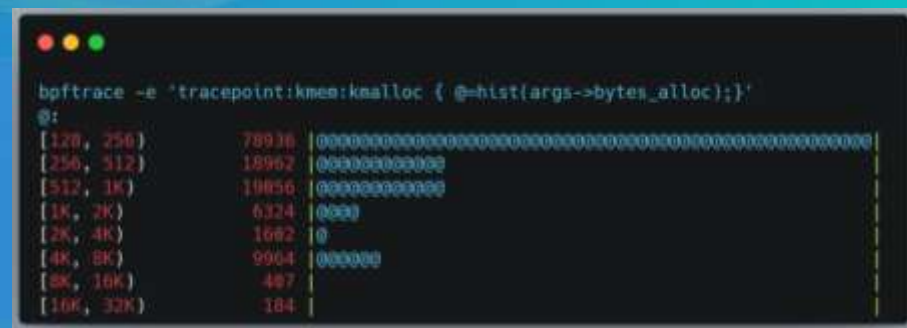 bpftrace -e 'tracepoint:kmem:kmalloc { @=hist(args->bytes_alloc);}'
@:
[128, 256) 78936 |@@@@@@@@@@@@@@@@@@@@@@@@@@@@@@@@@@@@@@@@@@@@@@@@@@@@|
[256, 512) 18962 |@@@@@@@@@@@@ |
[512, 1K) 19056 |@@@@@@@@@@@@ |
[1K, 2K) 6324 |@@@@ |
[2K, 4K) 1602 |@ |
[4K, 8K) 9964 |@@@@@@ |
[8K, 16K) 407 | |
[16K, 32K) 184 | |